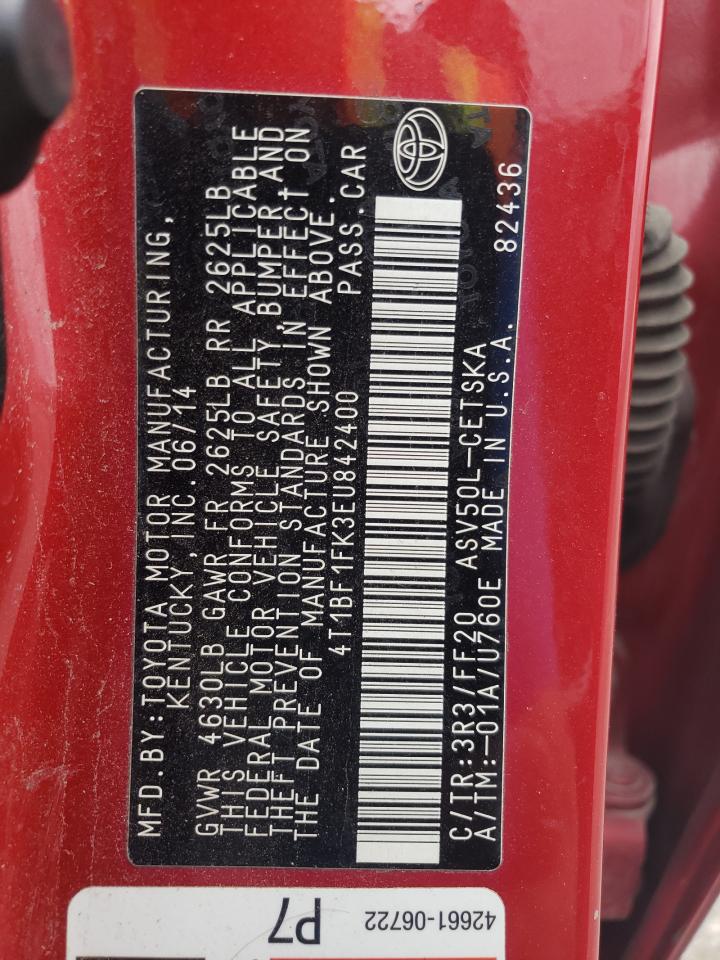 MFD.BY:TOYOTA MOTOR MANUFACTURING,
KENTUCKY,INC.06/14
GVWR 4630LB GAWR FR 2625LB RR 2625LB
THIS VEHICLE CONFORMS TO ALL APPLICABLE
FEDERAL MOTOR VEHICLE SAFETY,BUMPER,AND
THEFT PREVENTION STANDARDS IN EFFECT ON
THE DATE OF MANUFACTURE SHOWN ABOVE.
4T1BF1FK3EU842400 PASS.CAR
C/TR:3R3/FF20 ASV50L-CETSKA
A/TM:-01A/U760E MADE IN U.S.A. 82436
P7
42661-06722